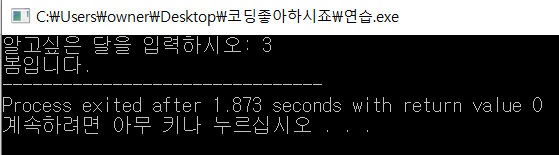 C:₩Users₩owner₩Desktop₩코딩좋아하시죠₩연습.exe
알고싶은 달을 입력하시오: 3
봄입니다.
--------------------------------
Process exited after 1.873 seconds with return value 0
계속하려면 아무 키나 누르십시오 . . .